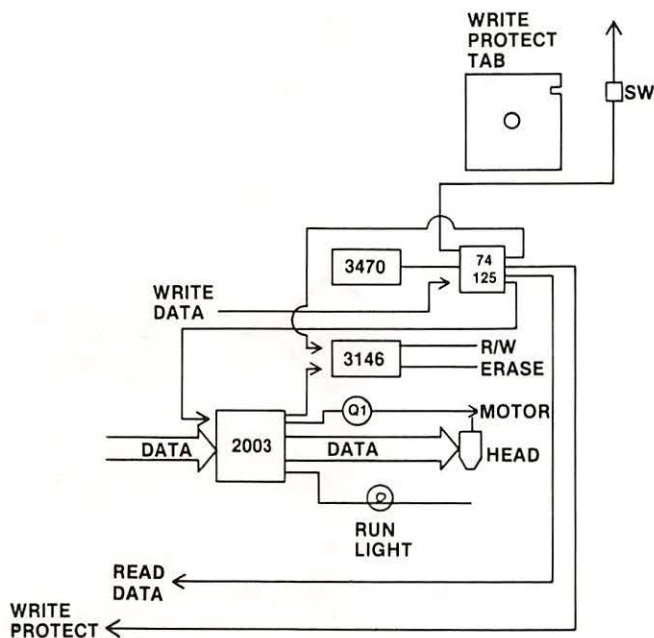 WRITE
PROTECT
TAB
SW
3470
74
125
WRITE
DATA
3146
R/W
ERASE
Q1
MOTOR
DATA
2003
DATA
HEAD
RUN
LIGHT
READ
DATA
WRITE
PROTECT